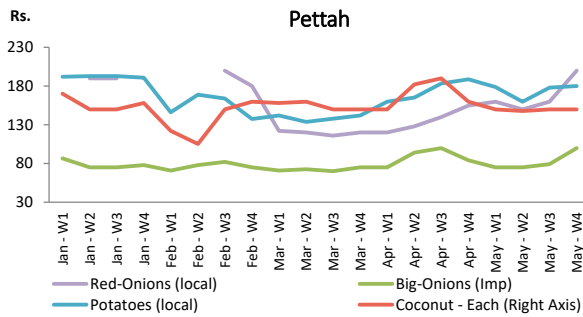 Rs.
Pettah
230
180
130
80
30
Jan - W1
Jan - W2
Jan - W3
Jan - W4
Feb - W1
Feb - W2
Feb - W3
Feb - W4
Mar - W1
Mar - W2
Mar - W3
Mar - W4
Apr - W1
Apr - W2
Apr - W3
Apr - W4
May - W1
May - W2
May - W3
May - W4
Red-Onions (local)
Big-Onions (Imp)
Potatoes (local)
Coconut - Each (Right Axis)